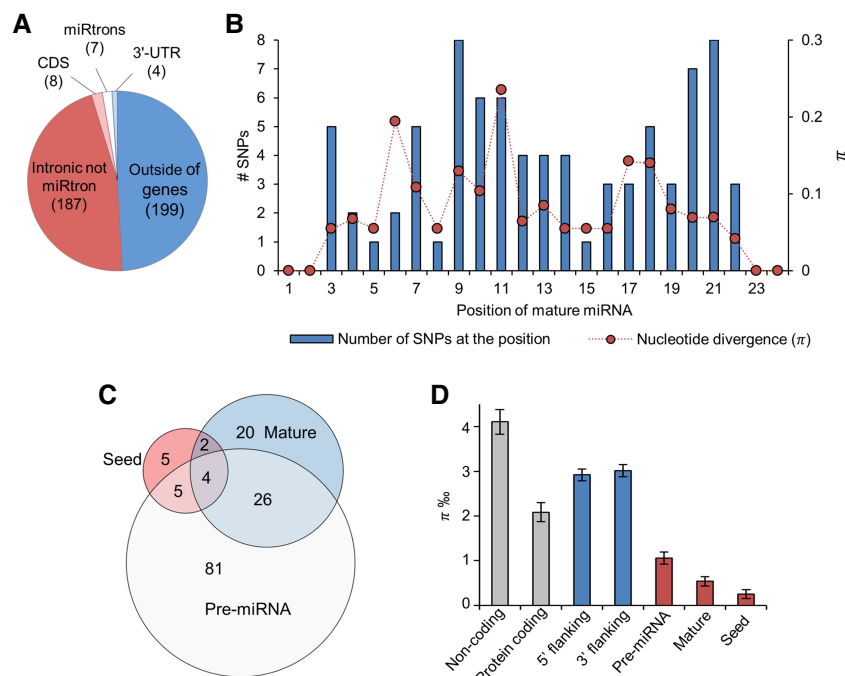 A
miRtrons
(7)
3'-UTR
(4)
CDS
(8)
Intronic not
miRtron
(187)
Outside of
genes
(199)
B
8
7
6
5
4
3
2
1
0
# SNPs
0.3
0.2
0.1
0
π
1 3 5 7 9 11 13 15 17 19 21 23
Position of mature miRNA
Number of SNPs at the position
Nucleotide divergence (π)
C
Seed
5
2
20 Mature
5
4
26
81
Pre-miRNA
D
4
3
2
1
0
π ‰
Non-coding
Protein coding
5' flanking
3' flanking
Pre-miRNA
Mature
Seed